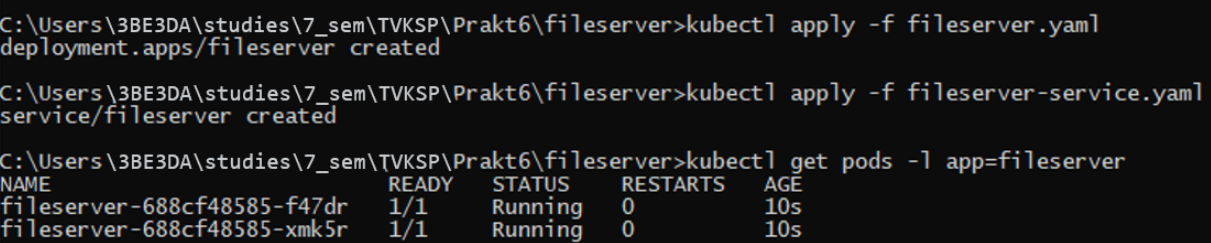 C:\Users\3BE3DA\studies\7_sem\TVKSP\Prakt6\fileserver>kubectl apply -f fileserver.yaml
deployment.apps/fileserver created
C:\Users\3BE3DA\studies\7_sem\TVKSP\Prakt6\fileserver>kubectl apply -f fileserver-service.yaml
service/fileserver created
C:\Users\3BE3DA\studies\7_sem\TVKSP\Prakt6\fileserver>kubectl get pods -l app=fileserver
NAME READY STATUS RESTARTS AGE
fileserver-688cf48585-f47dr 1/1 Running 0 10s
fileserver-688cf48585-xmk5r 1/1 Running 0 10s